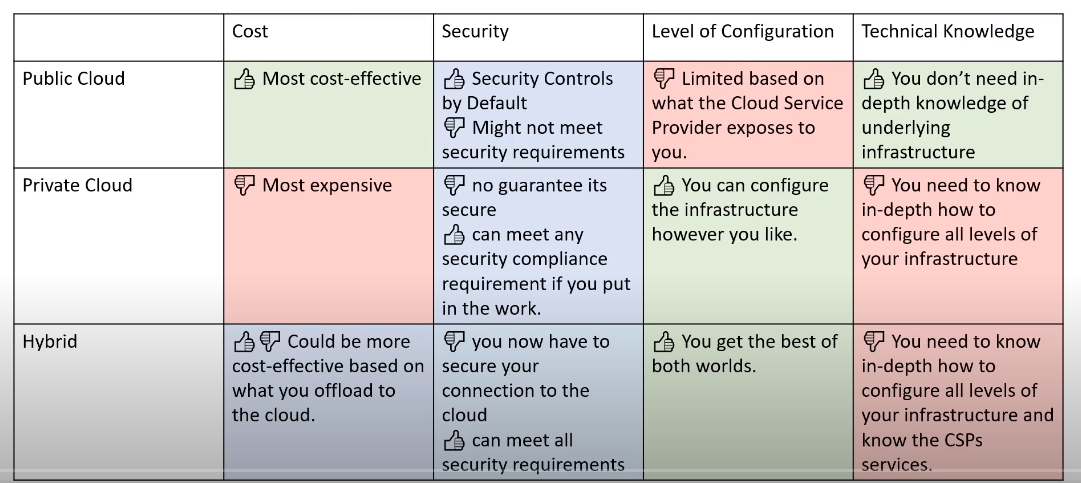 Cost
Security
Level of Configuration
Technical Knowledge
Public Cloud
👍 Most cost-effective
👍 Security Controls
by Default
👎 Might not meet
security requirements
👎 Limited based on
what the Cloud Service
Provider exposes to
you.
👍 You don’t need in-
depth knowledge of
underlying
infrastructure
Private Cloud
👎 Most expensive
👎 no guarantee its
secure
👍 can meet any
security compliance
requirement if you put
in the work.
👍 You can configure
the infrastructure
however you like.
👎 You need to know
in-depth how to
configure all levels of
your infrastructure
Hybrid
👍👎 Could be more
cost-effective based on
what you offload to
the cloud.
👎 you now have to
secure your
connection to the
cloud
👍 can meet all
security requirements
👍 You get the best of
both worlds.
👎 You need to know
in-depth how to
configure all levels of
your infrastructure and
know the CSPs
services.